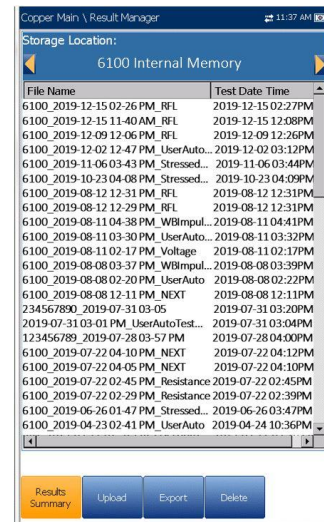 Copper Main \ Result Manager 11:37 AM
Storage Location:
6100 Internal Memory
File Name Test Date Time
6100_2019-12-15 02-26 PM_RFL 2019-12-15 02:27PM
6100_2019-12-15 11-40 AM_RFL 2019-12-15 12:08PM
6100_2019-12-09 12-06 PM_RFL 2019-12-09 12:26PM
6100_2019-12-02 12-47 PM_UserAuto... 2019-12-02 03:12PM
6100_2019-11-06 03-43 PM_Stressed... 2019-11-06 03:44PM
6100_2019-10-23 04-08 PM_Stressed... 2019-10-23 04:09PM
6100_2019-08-12 12-31 PM_RFL 2019-08-12 12:31PM
6100_2019-08-12 12-29 PM_RFL 2019-08-12 12:31PM
6100_2019-08-11 04-38 PM_WBImpul... 2019-08-11 04:41PM
6100_2019-08-11 03-30 PM_UserAuto... 2019-08-11 03:32PM
6100_2019-08-11 02-17 PM_Voltage 2019-08-11 02:17PM
6100_2019-08-08 03-37 PM_WBImpul... 2019-08-08 03:39PM
6100_2019-08-08 02-20 PM_UserAuto 2019-08-08 02:22PM
6100_2019-08-08 12-11 PM_NEXT 2019-08-08 12:11PM
234567890_2019-07-31 03-05 2019-07-31 03:20PM
2019-07-31 03-01 PM_UserAutoTest... 2019-07-31 03:04PM
123456789_2019-07-28 03-57 PM 2019-07-28 04:00PM
6100_2019-07-22 04-10 PM_NEXT 2019-07-22 04:12PM
6100_2019-07-22 04-05 PM_NEXT 2019-07-22 04:10PM
6100_2019-07-22 02-45 PM_Resistance 2019-07-22 02:45PM
6100_2019-07-22 02-29 PM_Resistance 2019-07-22 02:39PM
6100_2019-06-26 01-47 PM_Stressed... 2019-06-26 03:47PM
6100_2019-04-23 02-41 PM_UserAuto 2019-04-24 10:36PM
Results Summary Upload Export Delete